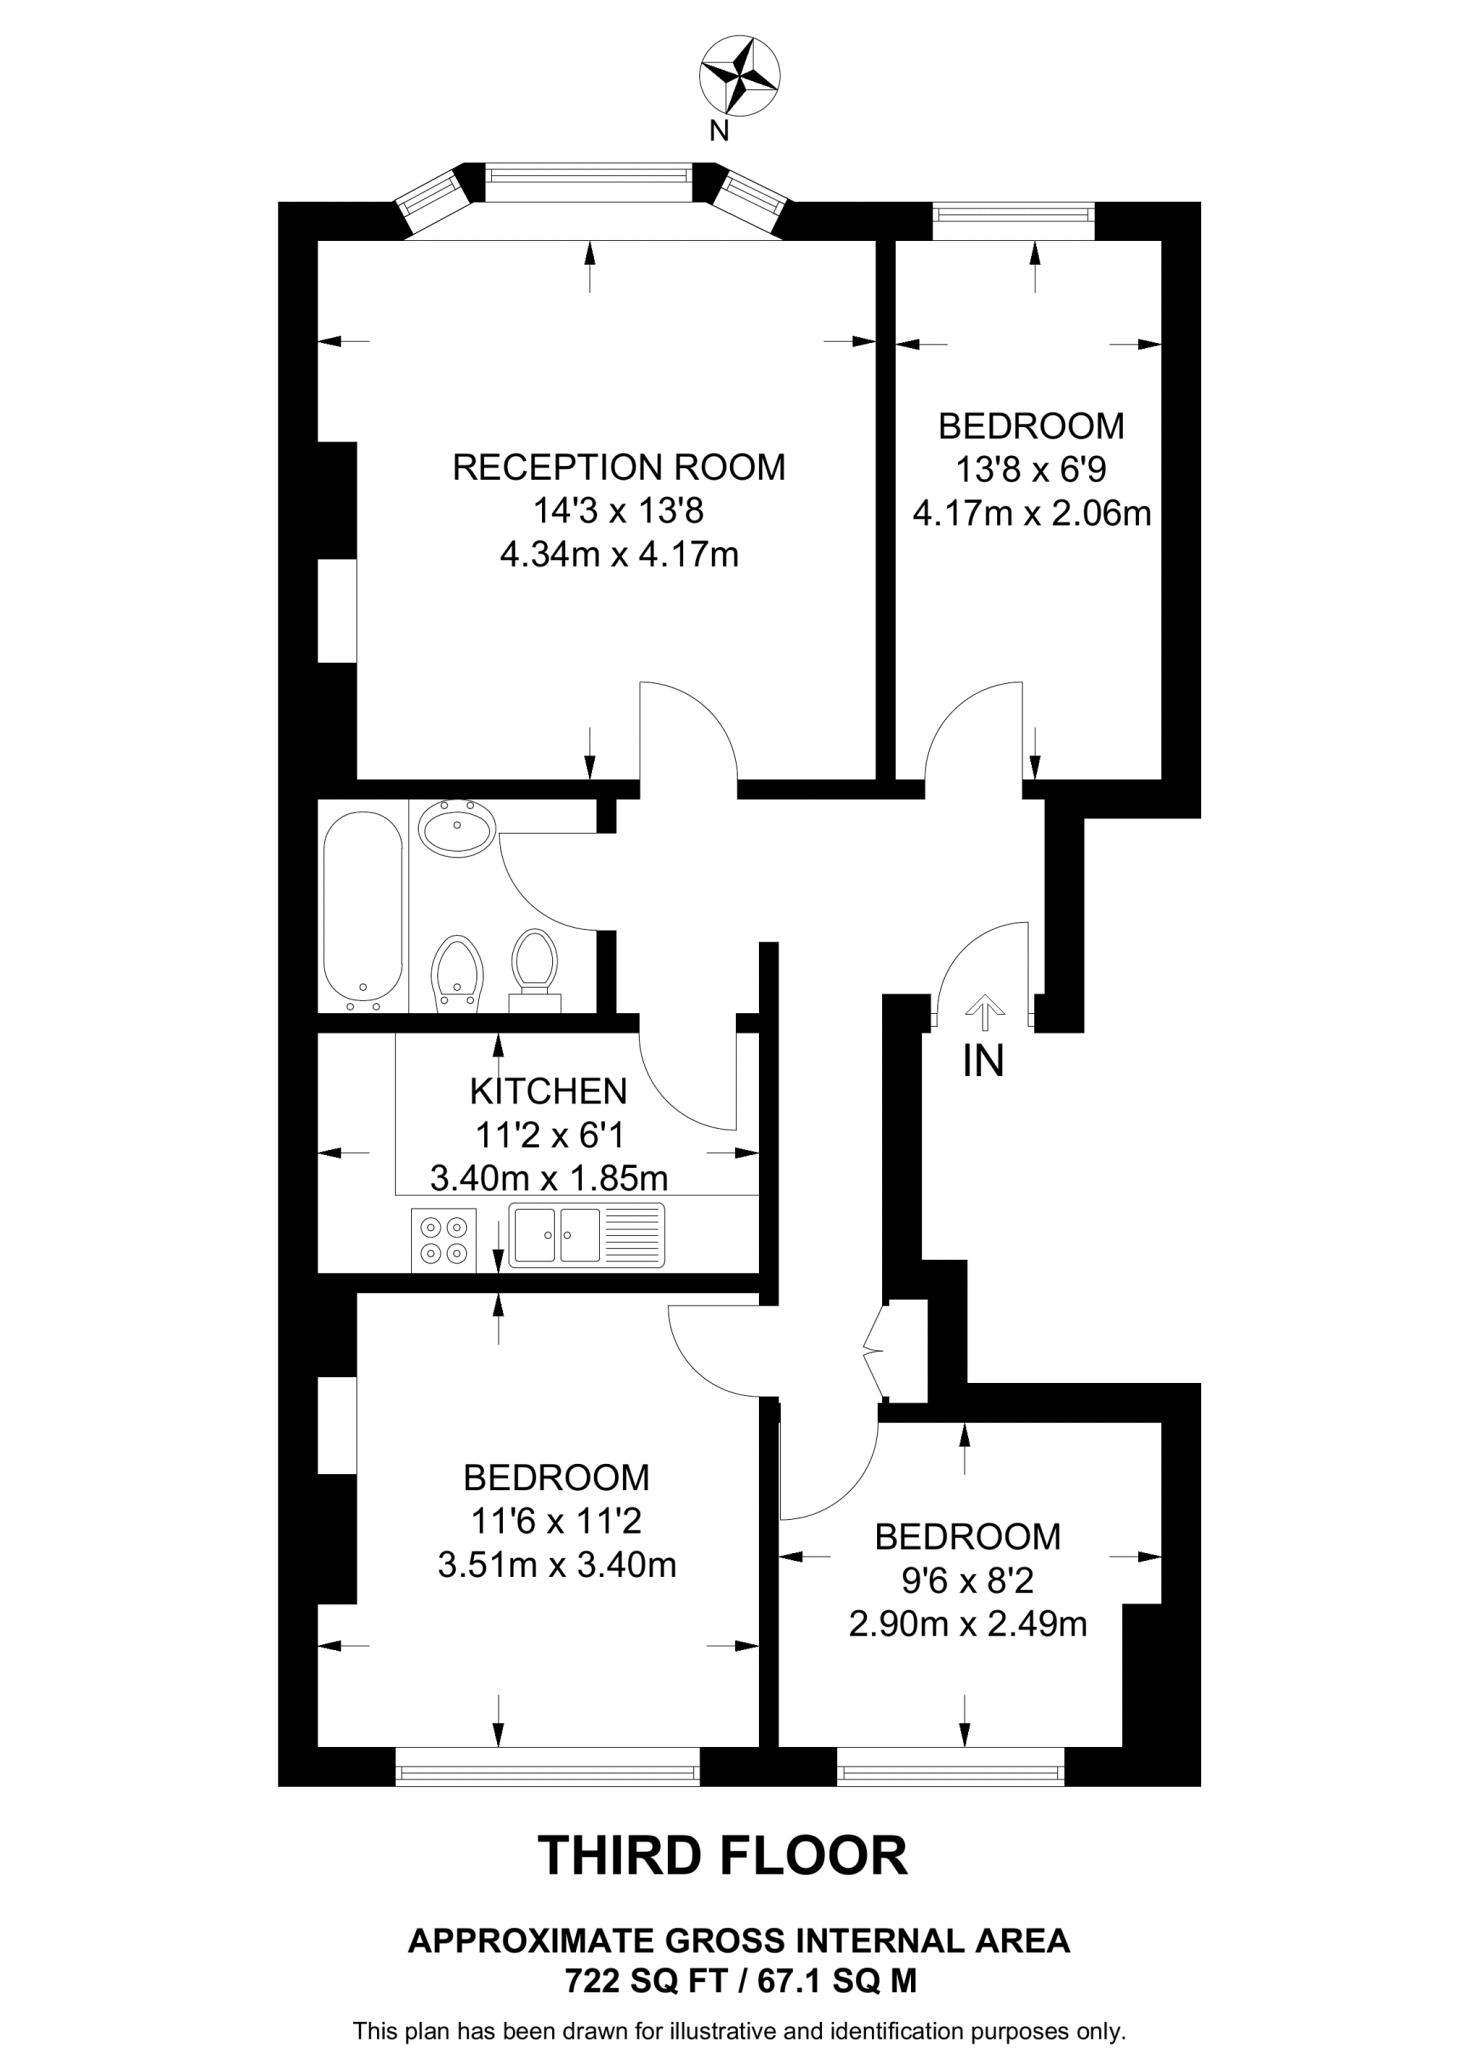 N
RECEPTION ROOM
14'3 x 13'8
4.34m x 4.17m
BEDROOM
13'8 x 6'9
4.17m x 2.06m
IN
KITCHEN
11'2 x 6'1
3.40m x 1.85m
BEDROOM
11'6 x 11'2
3.51m x 3.40m
BEDROOM
9'6 x 8'2
2.90m x 2.49m
THIRD FLOOR
APPROXIMATE GROSS INTERNAL AREA
722 SQ FT / 67.1 SQ M
This plan has been drawn for illustrative and identification purposes only.